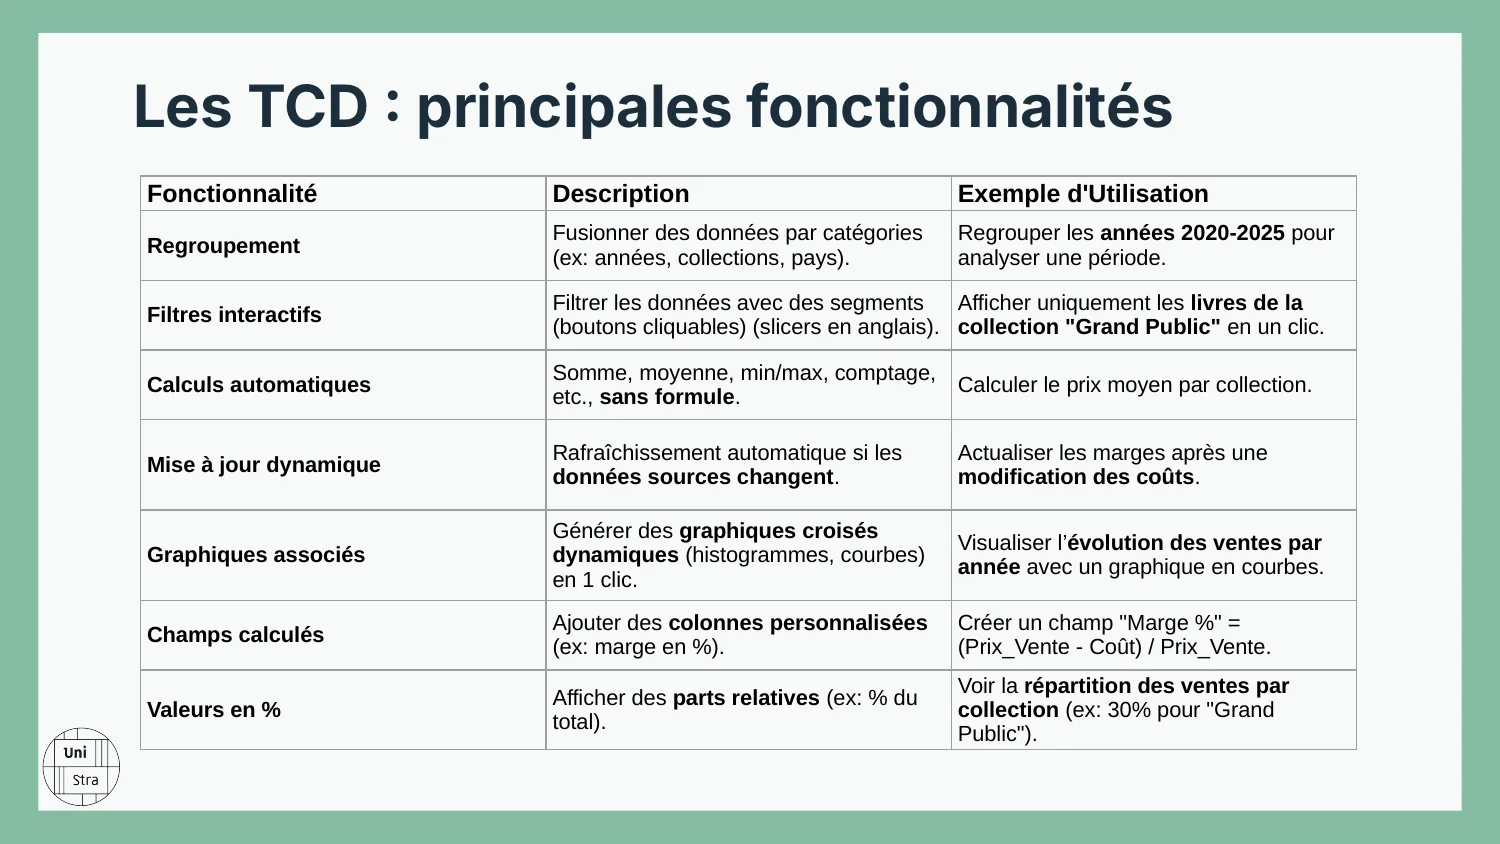 Les TCD : principales fonctionnalités
Fonctionnalité
Description
Exemple d'Utilisation
Regroupement
Fusionner des données par catégories
(ex: années, collections, pays).
Regrouper les années 2020-2025 pour
analyser une période.
Filtres interactifs
Filtrer les données avec des segments
(boutons cliquables) (slicers en anglais).
Afficher uniquement les livres de la
collection "Grand Public" en un clic.
Calculs automatiques
Somme, moyenne, min/max, comptage,
etc., sans formule.
Calculer le prix moyen par collection.
Mise à jour dynamique
Rafraîchissement automatique si les
données sources changent.
Actualiser les marges après une
modification des coûts.
Graphiques associés
Générer des graphiques croisés
dynamiques (histogrammes, courbes)
en 1 clic.
Visualiser l’évolution des ventes par
année avec un graphique en courbes.
Champs calculés
Ajouter des colonnes personnalisées
(ex: marge en %).
Créer un champ "Marge %" =
(Prix_Vente - Coût) / Prix_Vente.
Valeurs en %
Afficher des parts relatives (ex: % du
total).
Voir la répartition des ventes par
collection (ex: 30% pour "Grand
Public").
Uni
Stra